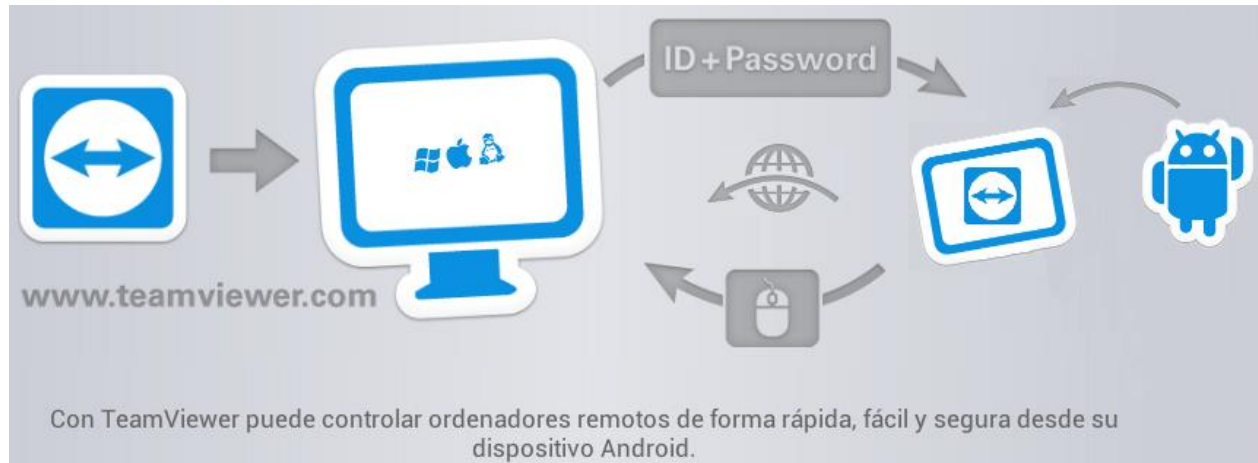 ID+Password
www.teamviewer.com
Con TeamViewer puede controlar ordenadores remotos de forma rápida, fácil y segura desde su
dispositivo Android.